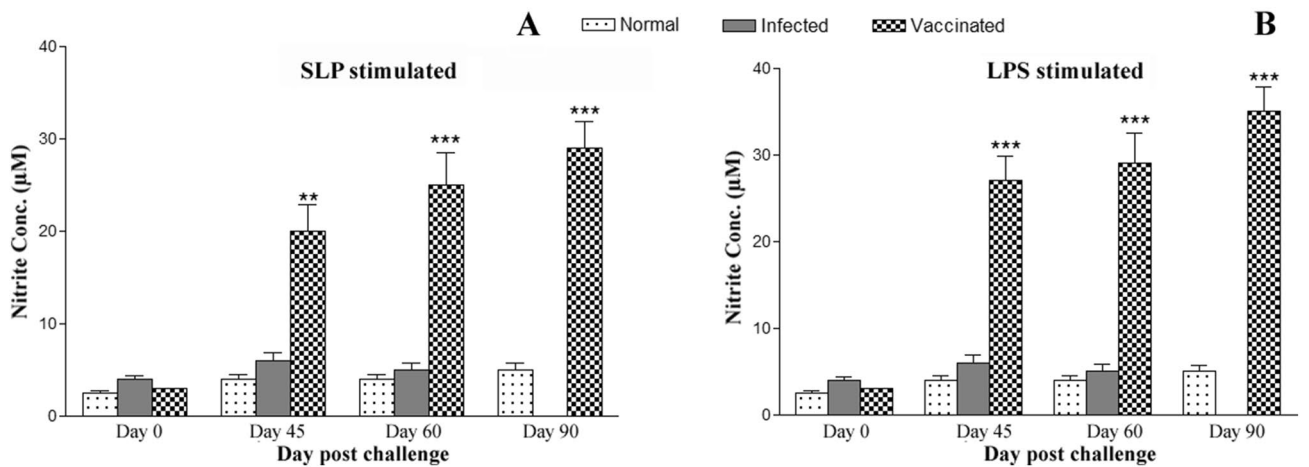 A
Normal
Infected
Vaccinated
B
SLP stimulated
Nitrite Conc. (µM)
40
30
20
10
0
**
***
***
Day 0
Day 45
Day 60
Day 90
Day post challenge
LPS stimulated
Nitrite Conc. (µM)
40
30
20
10
0
***
***
***
Day 0
Day 45
Day 60
Day 90
Day post challenge